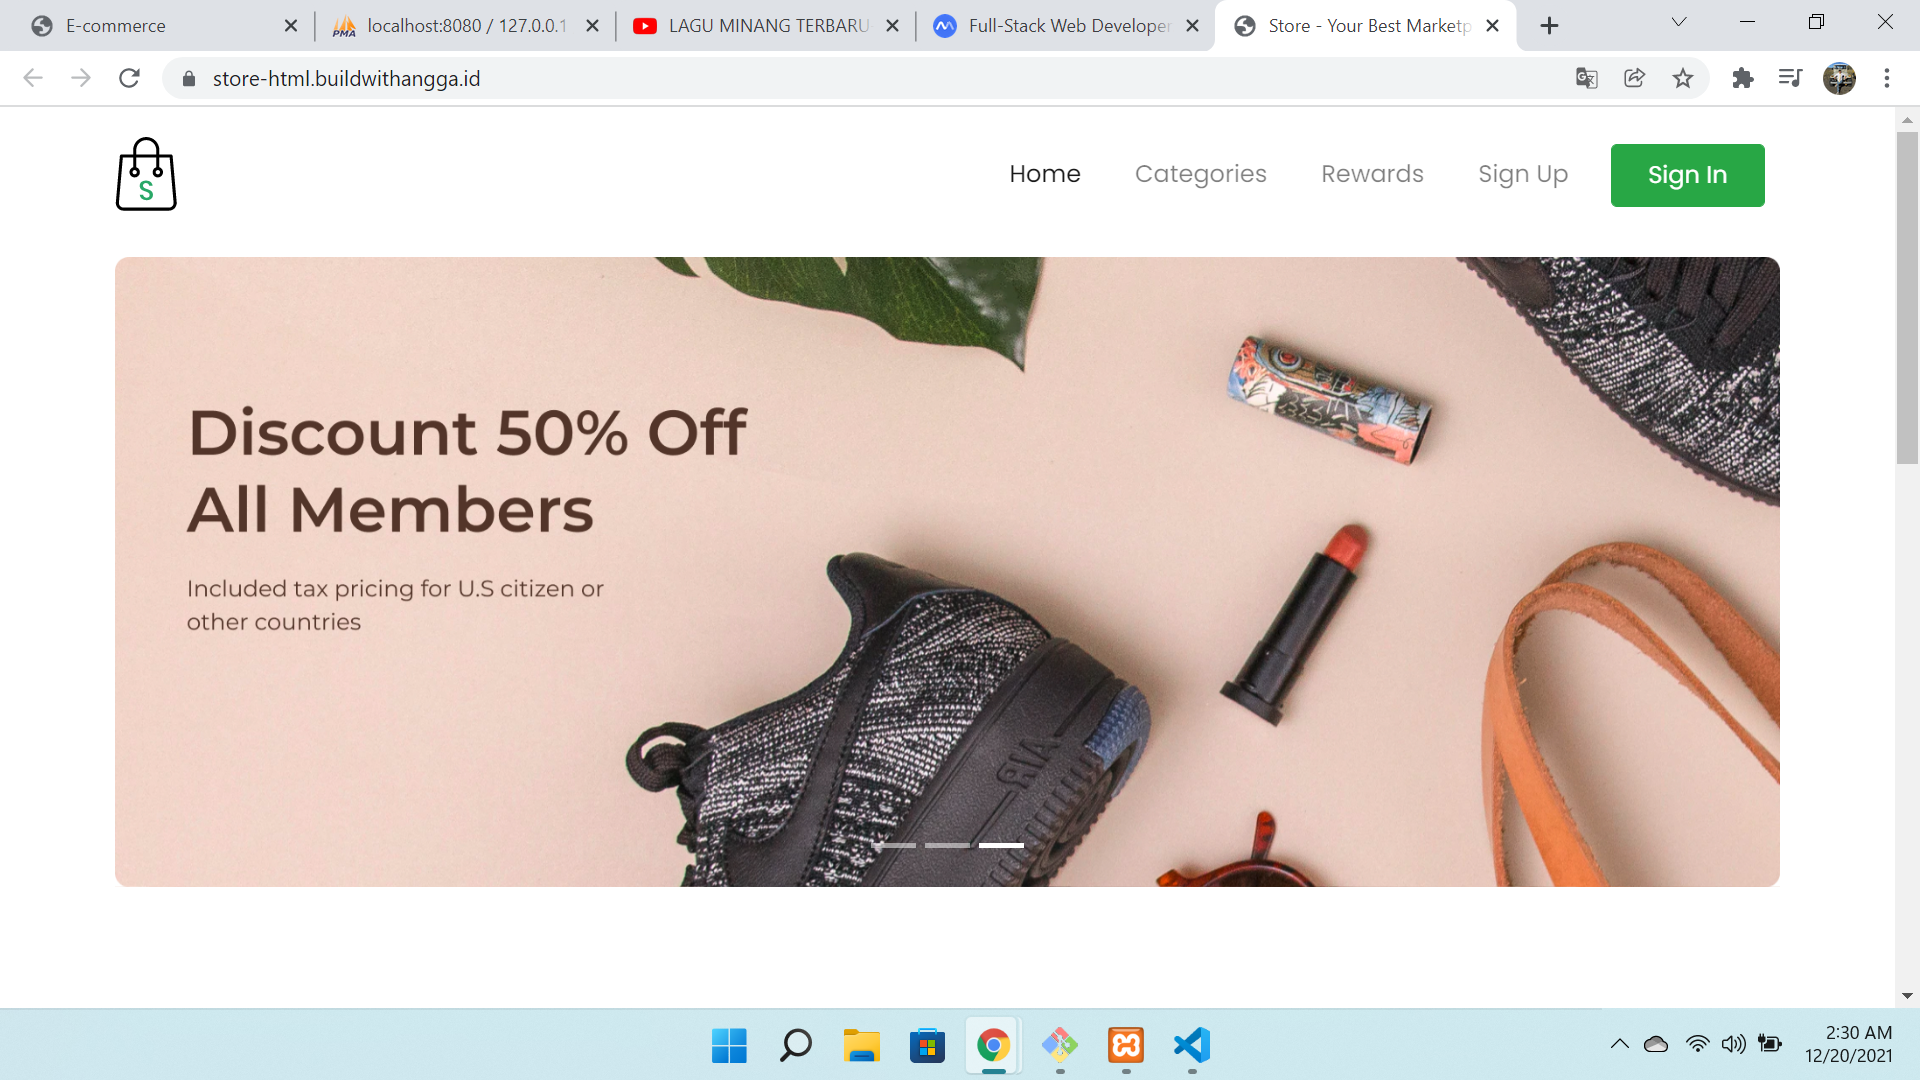 E-commerce
localhost:8080 / 127.0.0.1
LAGU MINANG TERBARU
Full-Stack Web Developer
Store - Your Best Marketp
store-html.buildwithangga.id
S
Home
Categories
Rewards
Sign Up
Sign In
Discount 50% Off
All Members
Included tax pricing for U.S citizen or
other countries
AIR
2:30 AM
12/20/2021